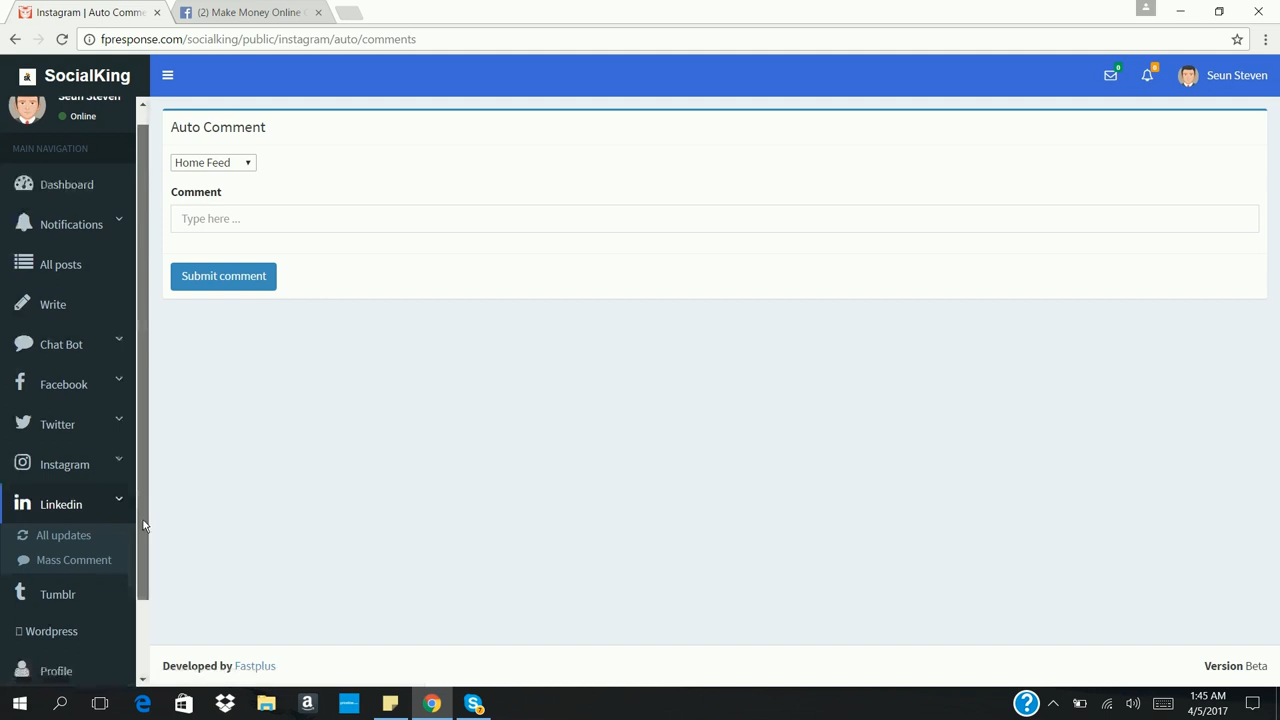 Instagram | Auto Comm
(2) Make Money Online
fpresponse.com/socialking/public/instagram/auto/comments
SocialKing
0
0
Seun Steven
Seun Steven
Online
MAIN NAVIGATION
Dashboard
Notifications
All posts
Write
Chat Bot
Facebook
Twitter
Instagram
Linkedin
All updates
Mass Comment
Tumblr
Wordpress
Profile
Auto Comment
Home Feed
Comment
Type here ...
Submit comment
Developed by Fastplus
Version Beta
1:45 AM
4/5/2017